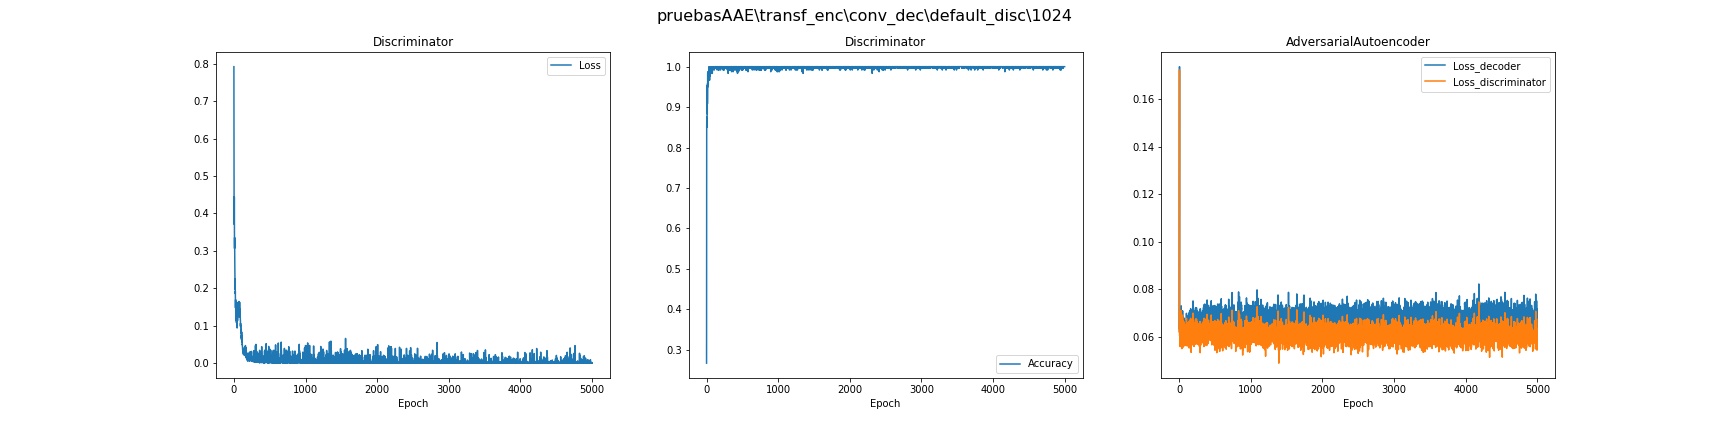 pruebasAAE\transf_enc\conv_dec\default_disc\1024
Discriminator
Loss
0.8
0.7
0.6
0.5
0.4
0.3
0.2
0.1
0.0
0 1000 2000 3000 4000 5000
Epoch
Discriminator
1.0
0.9
0.8
0.7
0.6
0.5
0.4
0.3
Accuracy
0 1000 2000 3000 4000 5000
Epoch
AdversarialAutoencoder
Loss_decoder
Loss_discriminator
0.16
0.14
0.12
0.10
0.08
0.06
0 1000 2000 3000 4000 5000
Epoch